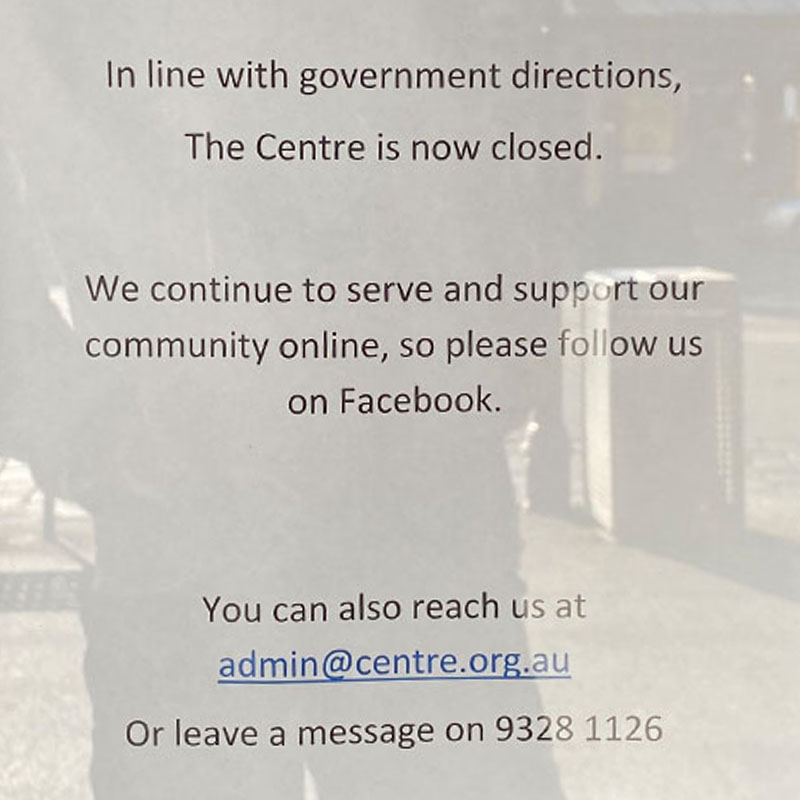 In line with government directions,
The Centre is now closed.
We continue to serve and support our
community online, so please follow us
on Facebook.
You can also reach us at
admin@centre.org.au
Or leave a message on 9328 1126